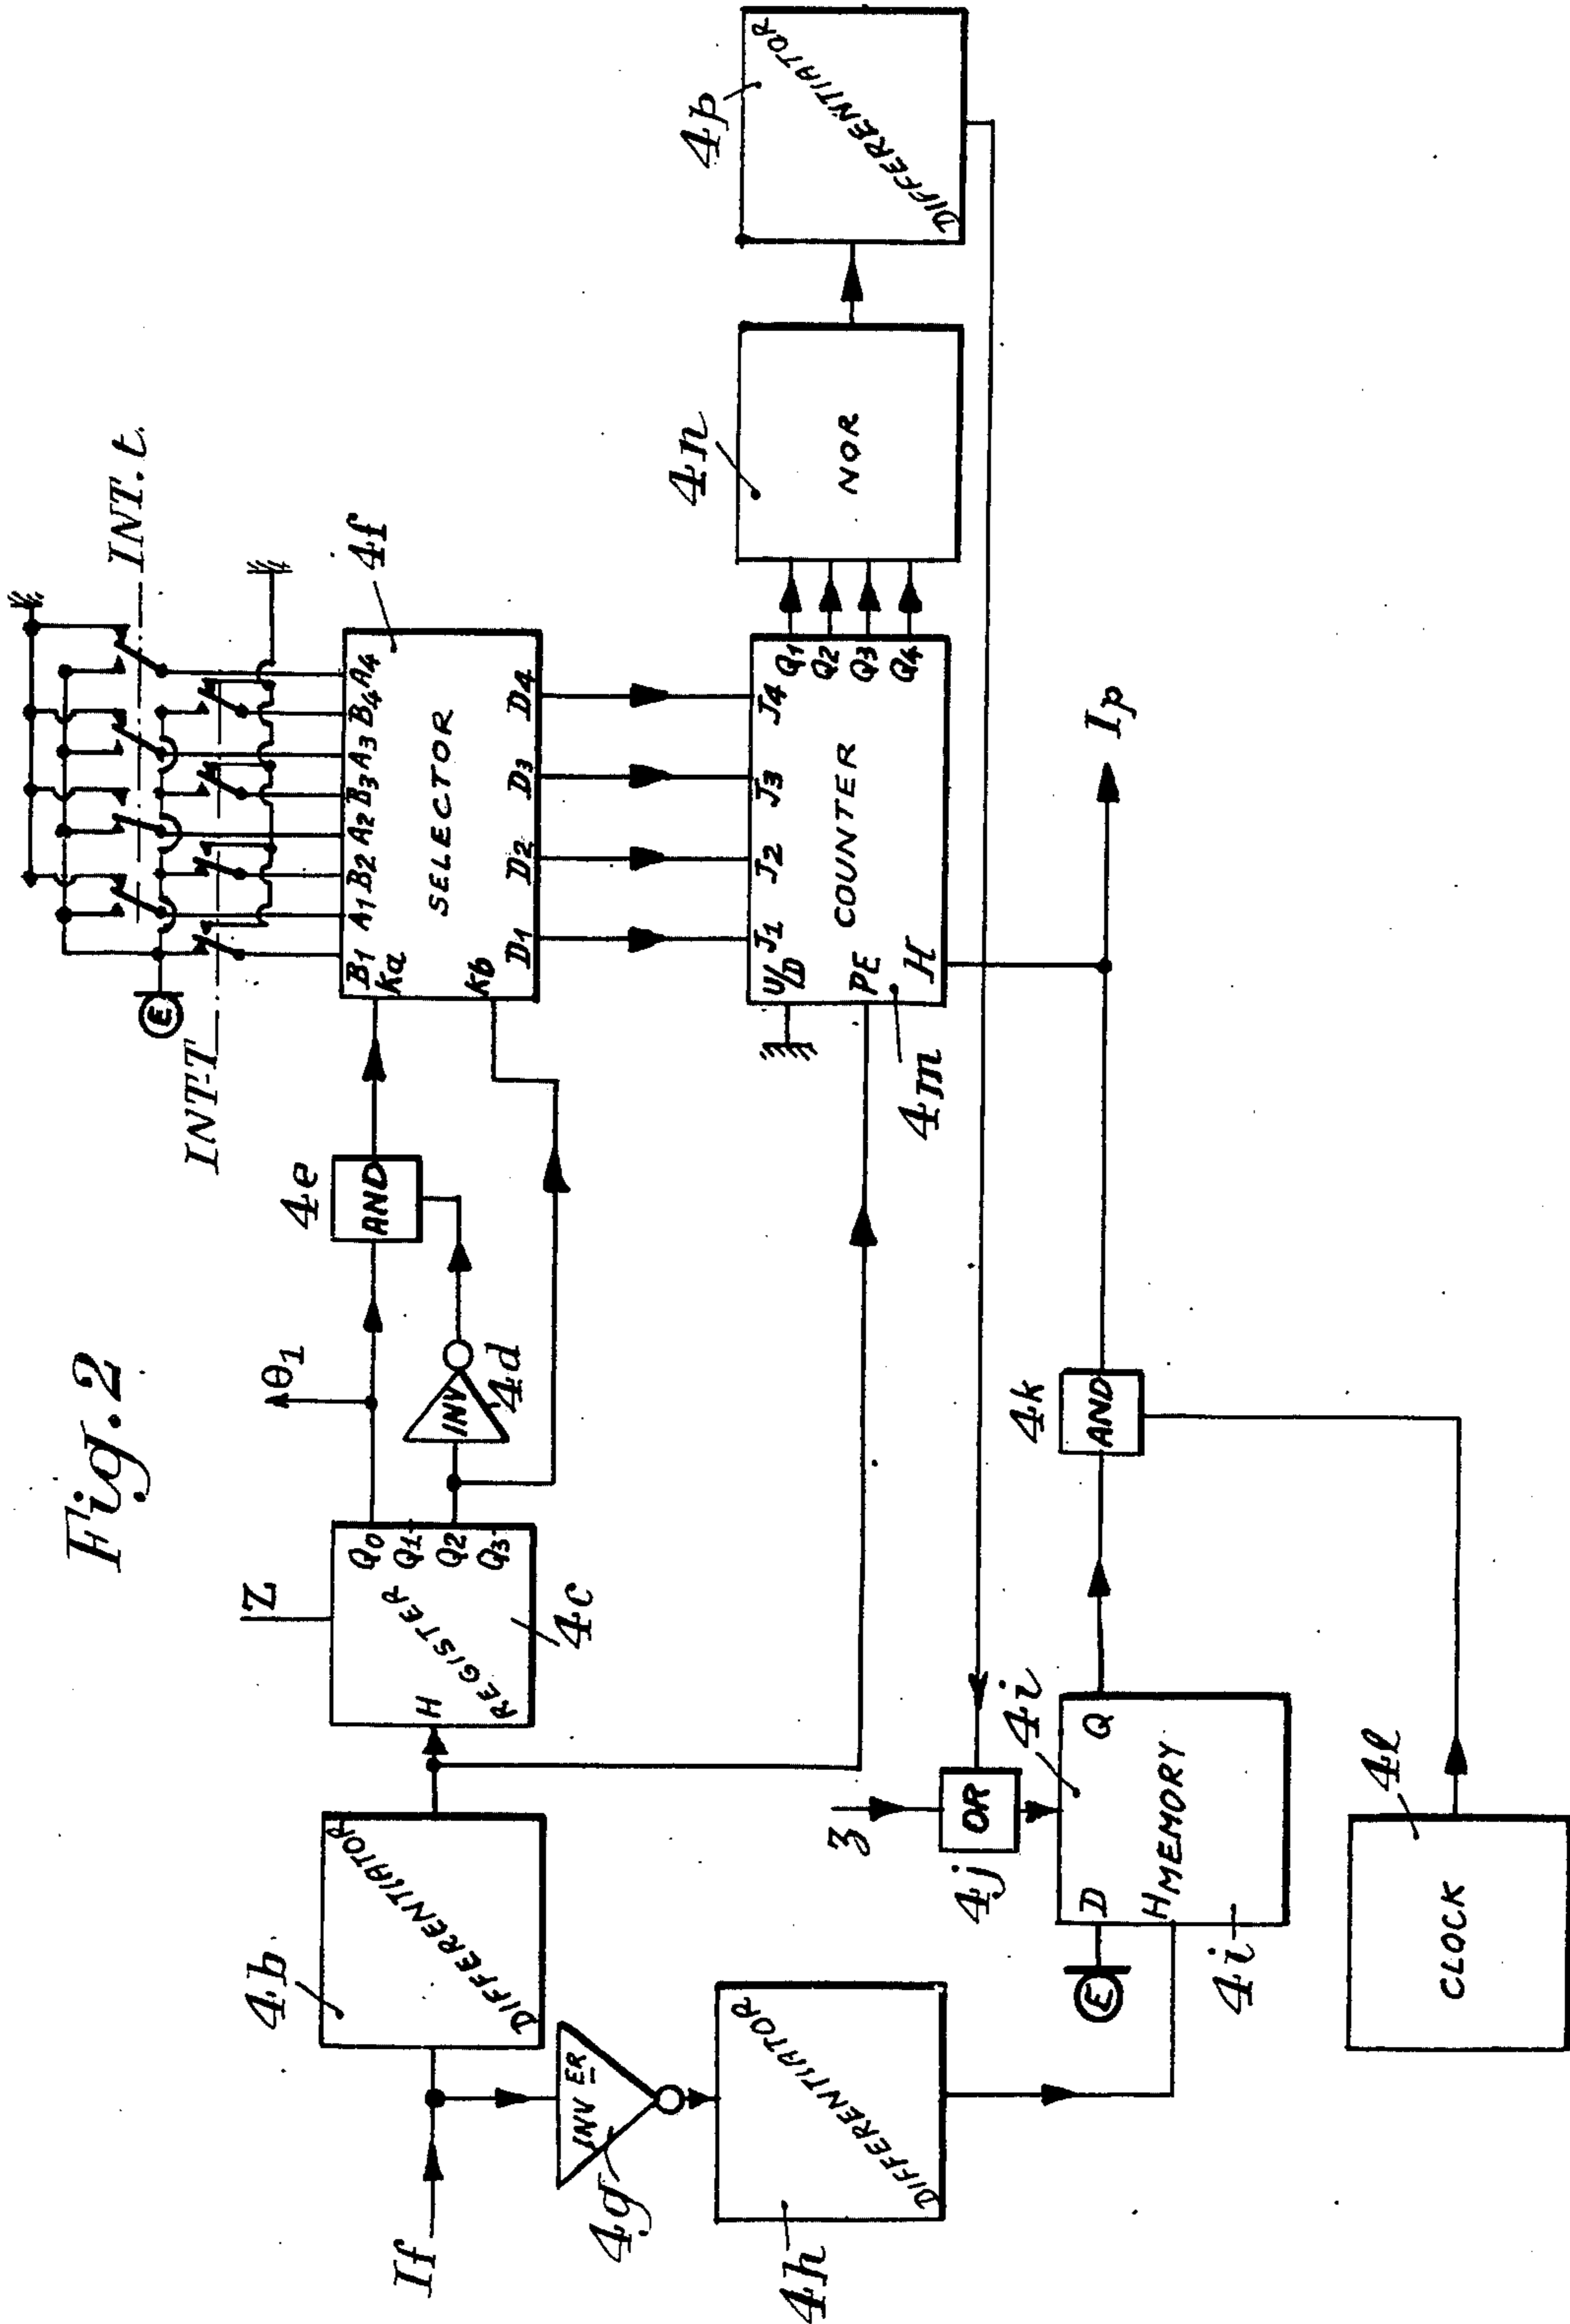 Fig. 2
If
4b
DIFFERENTIATOR
Z
H
REGISTER
Q0
Q1
Q2
Q3
4c
θ1
INV
4d
4e
AND
INT-T
INT.t.
E
B1 A1 B2 A2 B3 A3 B4 A4
ka
kb
SELECTOR
4f
D1 D2 D3 D4
INVER
4g
4h
DIFFERENTIATOR
J1 J2 J3 J4
U/D
PE
H
COUNTER
Q1
Q2
Q3
Q4
4m
4n
NOR
4p
DIFFERENTIATOR
3
OR
4j
4i
D
Q
H MEMORY
E
4i
4k
AND
Ip
CLOCK
4l